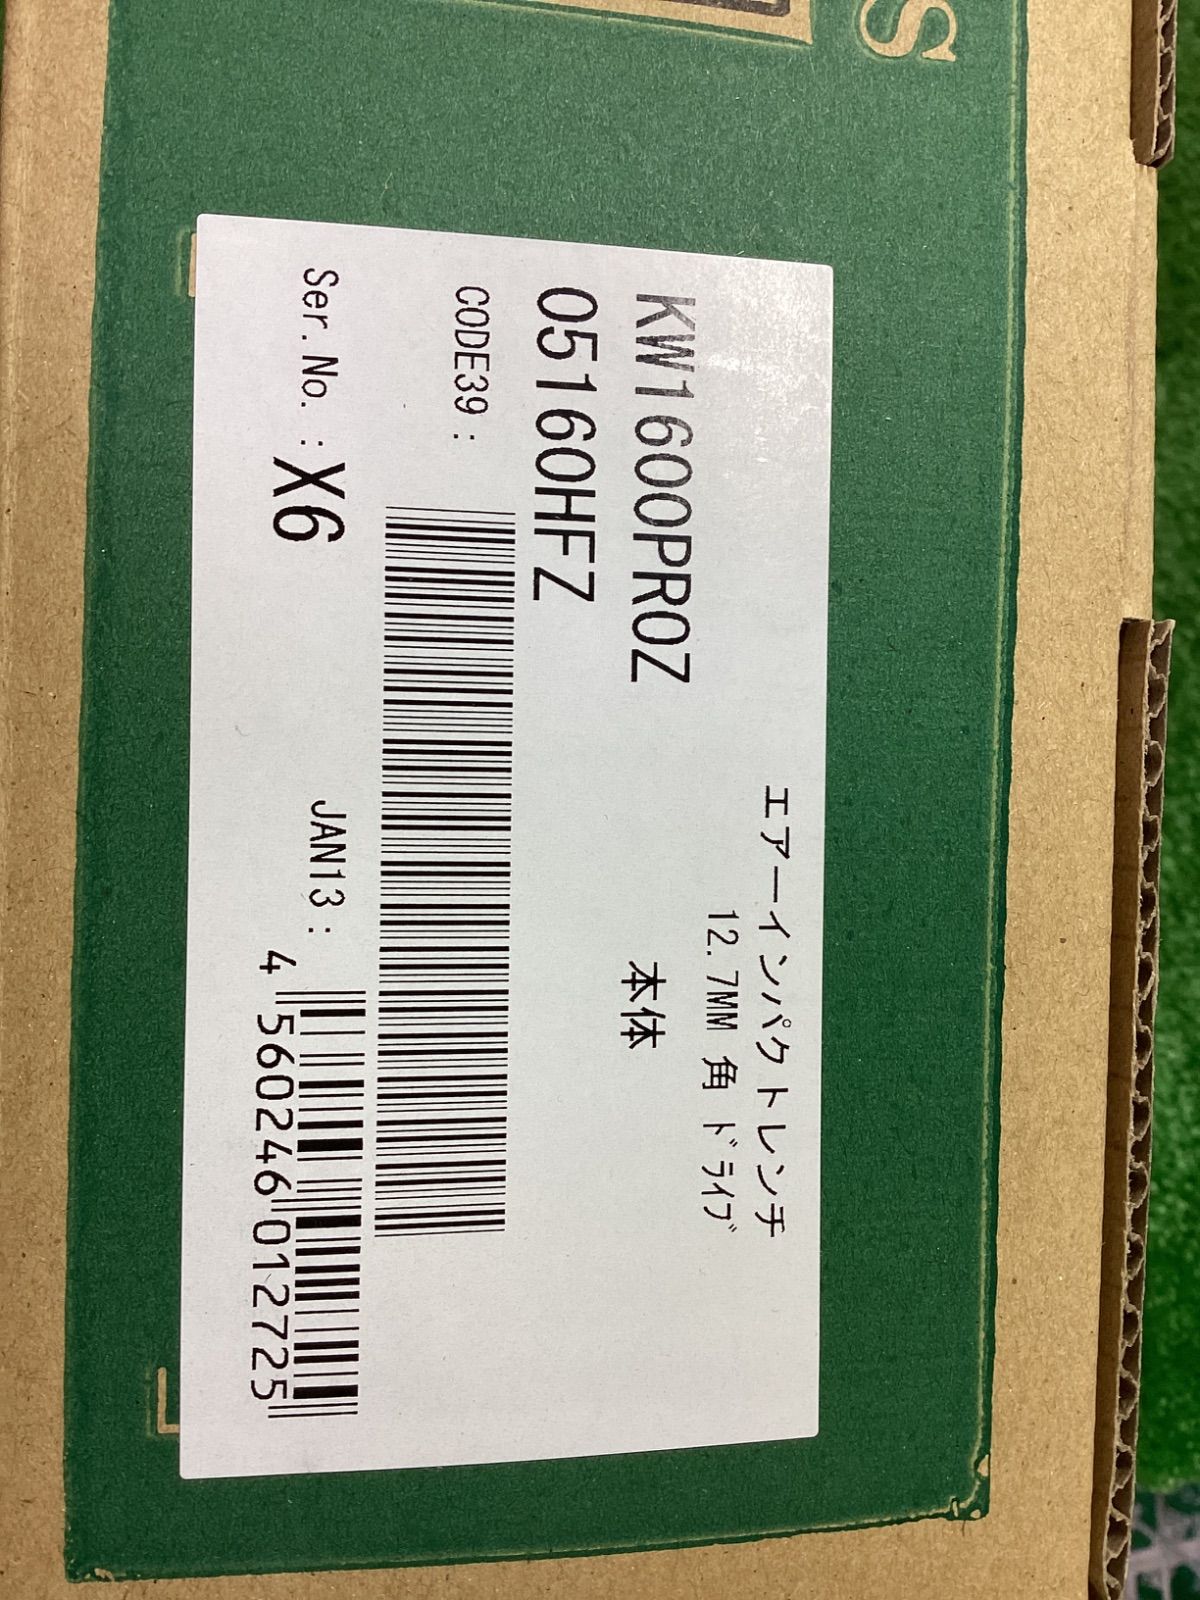 S
KW1600PROZ
05160HFZ
エアーインパクトレンチ
12.7MM 角 ﾄﾞﾗｲﾌﾞ
本体
CODE39:
Ser.No.:X6
JAN13:
4 560246 012725